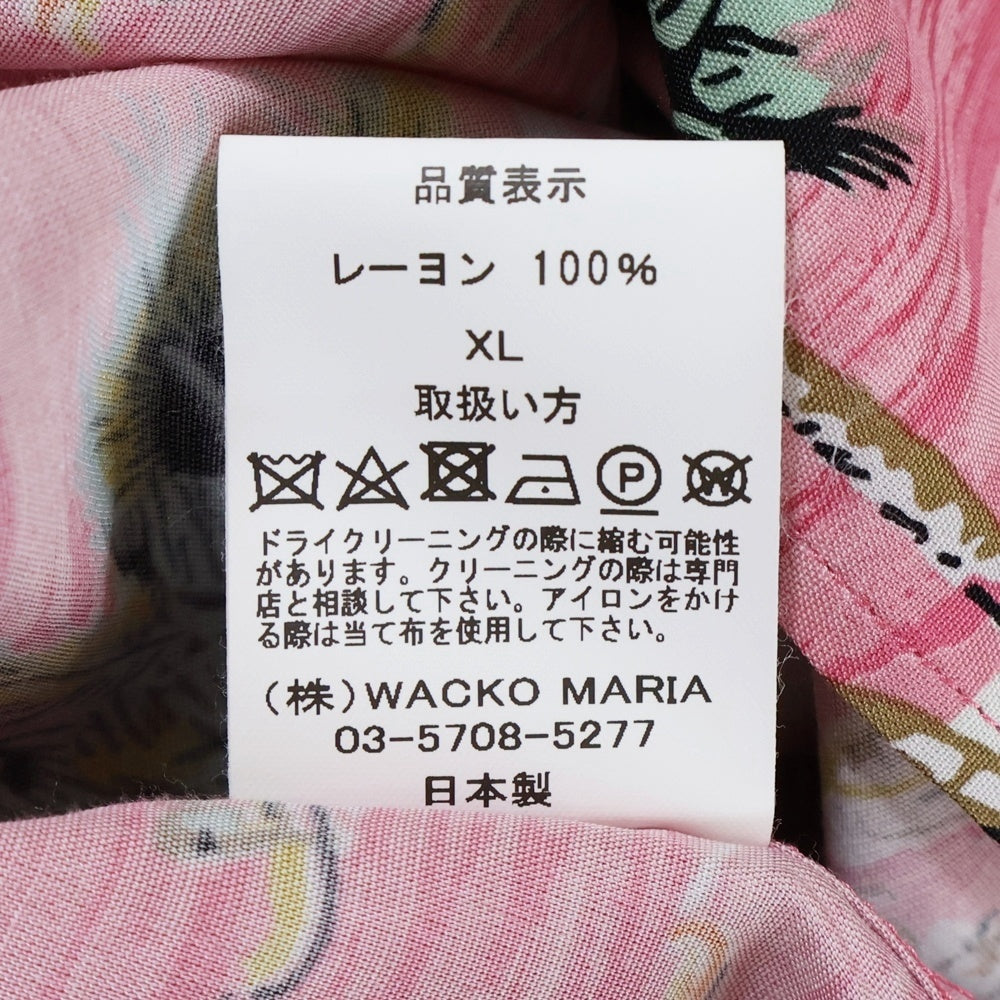 品質表示
レーヨン 100%
XL
取扱い方
P W
ドライクリーニングの際に縮む可能性
があります。クリーニングの際は専門
店と相談して下さい。アイロンをかけ
る際は当て布を使用して下さい。
(株)WACKO MARIA
03-5708-5277
日本製